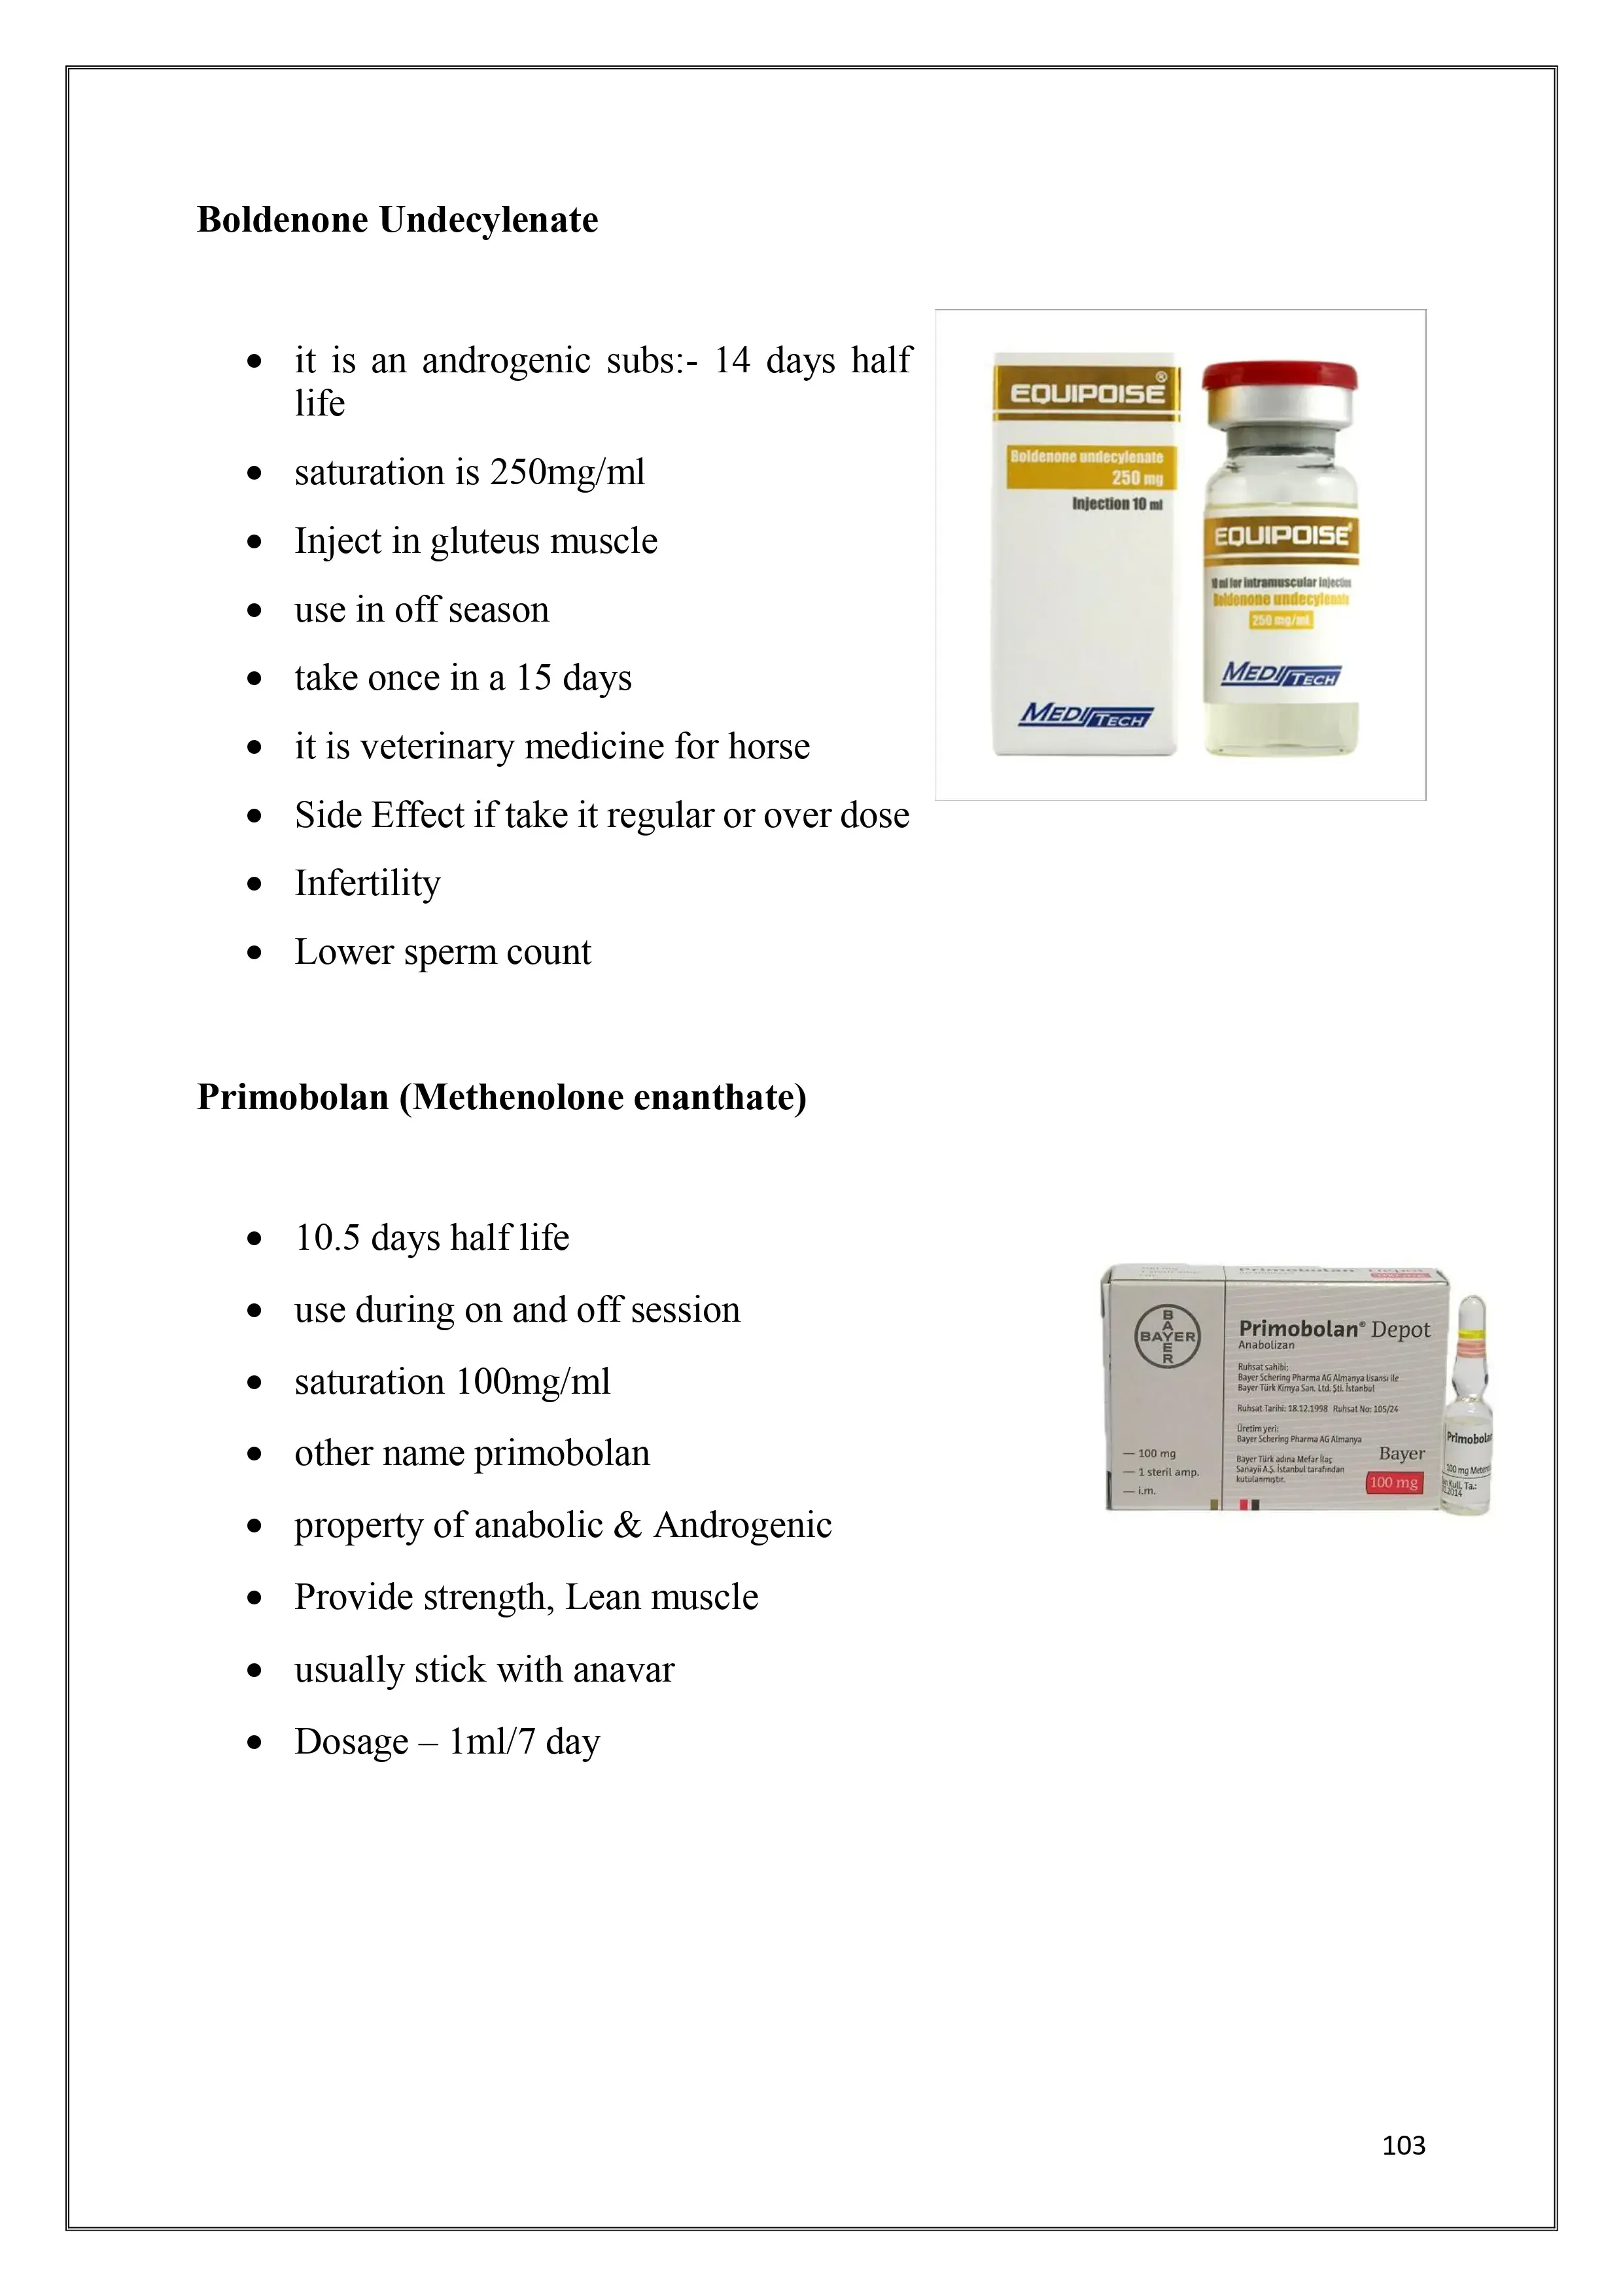 Boldenone Undecylenate
• it is an androgenic subs:- 14 days half
life
• saturation is 250mg/ml
• Inject in gluteus muscle
• use in off season
• take once in a 15 days
• it is veterinary medicine for horse
• Side Effect if take it regular or over dose
• Infertility
• Lower sperm count
EQUIPOISE®
Boldenone undecylenate
250 mg
Injection 10 ml
MEDITECH
EQUIPOISE®
10 ml for intramuscular injection
Boldenone undecylenate
250 mg/mL
MEDITECH
Primobolan (Methenolone enanthate)
• 10.5 days half life
• use during on and off session
• saturation 100mg/ml
• other name primobolan
• property of anabolic & Androgenic
• Provide strength, Lean muscle
• usually stick with anavar
• Dosage – 1ml/7 day
BAYER
BAYER
— 100 mg
— 1 steril amp.
— i.m.
Primobolan® Depot
Anabolizan
Ruhsat sahibi:
Bayer Schering Pharma AG Almanya lisansı ile
Bayer Türk Kimya San. Ltd. Şti. İstanbul
Ruhsat Tarihi: 18.12.1998 Ruhsat No: 105/24
Üretim yeri:
Bayer Schering Pharma AG Almanya
Bayer Türk adına Mefar İlaç
Sanayii A.Ş. İstanbul tarafından
kutulanmıştır.
Bayer
100 mg
Primobolan
100 mg
Kull. Ta.:
2014
103